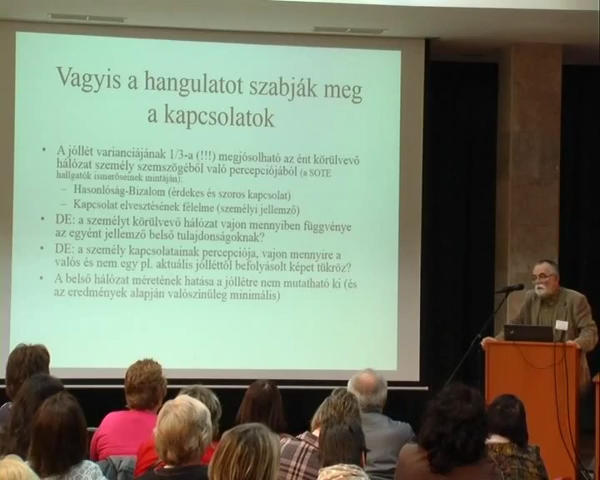 Vagyis a hangulatot szabják meg
a kapcsolatok
• A jóllét varianciájának 1/3-a (!!!) megjósolható az ént körülvevő
hálózat személy szemszögéből való percepciójából (a SOTE
hallgatók ismerőseinek mintáján):
– Hasonlóság-Bizalom (érdekes és szoros kapcsolat)
– Kapcsolat elvesztésének félelme (személyi jellemző)
• DE: a személyt körülvevő hálózat vajon mennyiben függvénye
az egyént jellemző belső tulajdonságoknak?
• DE: a személy kapcsolatainak percepciója, vajon mennyire a
valós és nem egy pl. aktuális jólléttől befolyásolt képet tükröz?
• A belső hálózat méretének hatása a jóllétre nem mutatható ki (és
az eredmények alapján valószínűleg minimális)